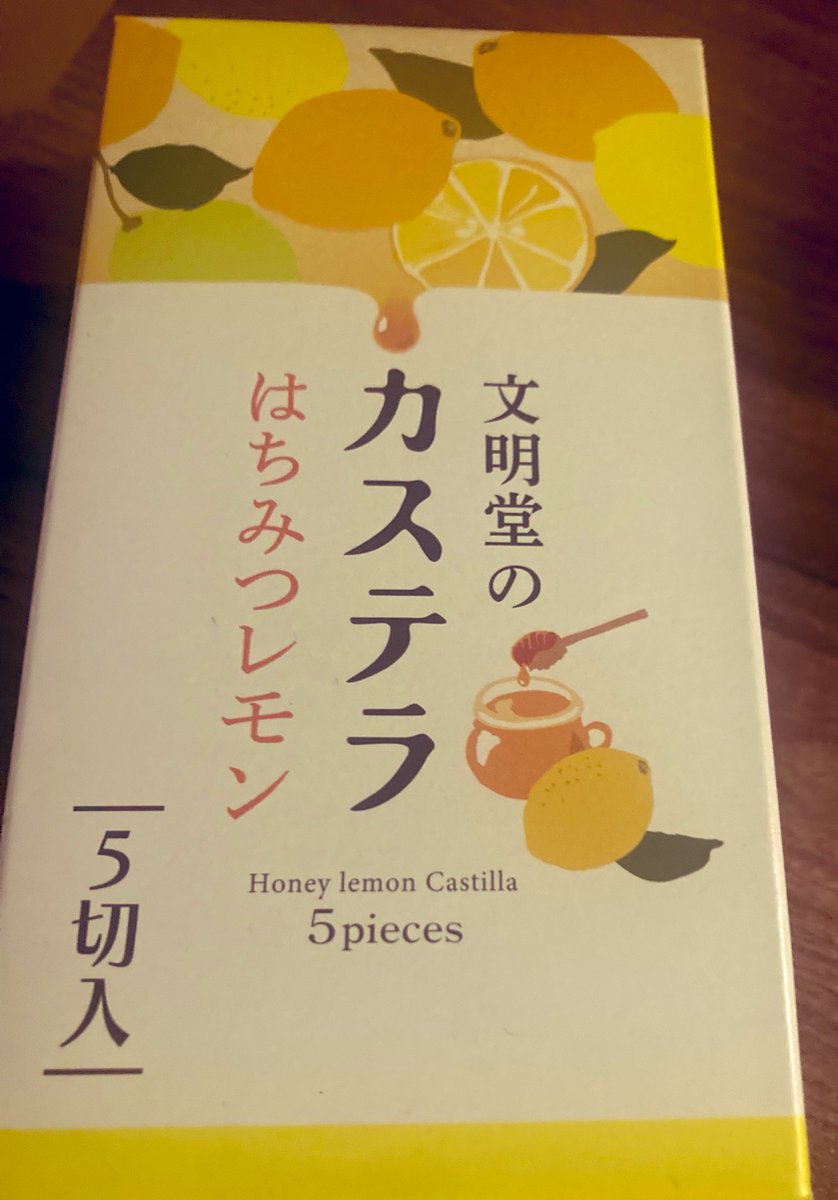 文明堂の
カステラ
はちみつレモン
5切入
Honey lemon Castilla
5pieces